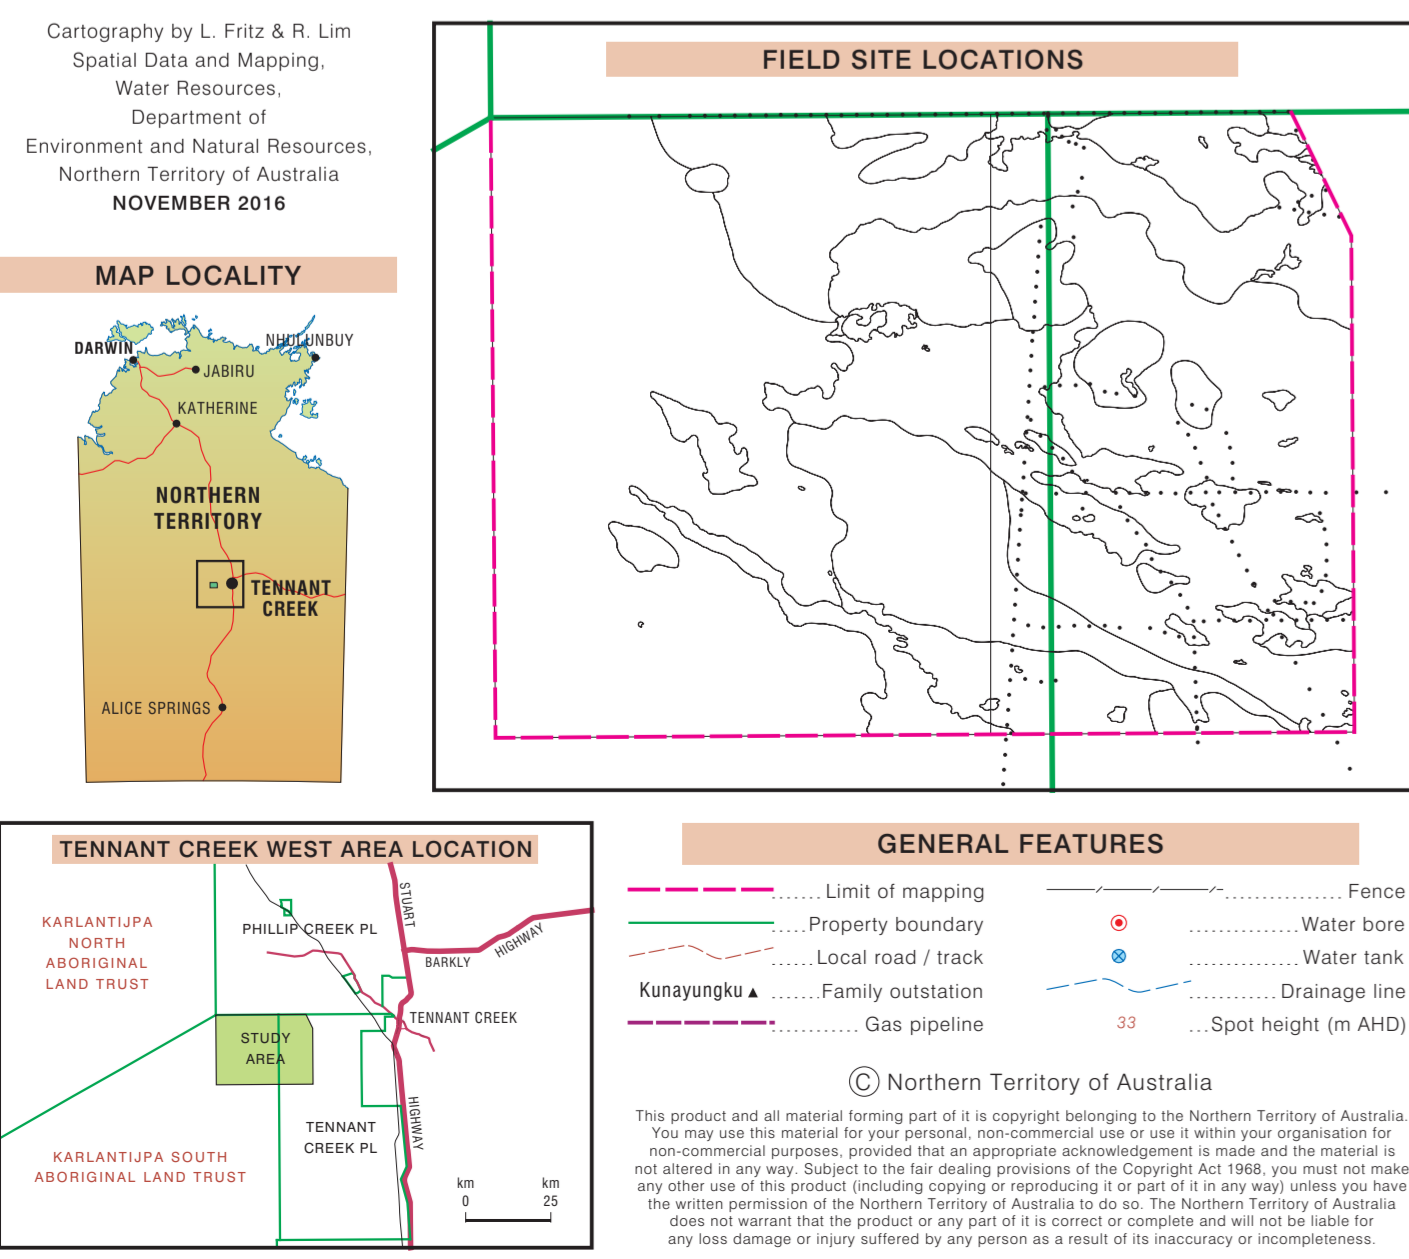 Cartography by L. Fritz & R. Lim
Spatial Data and Mapping,
Water Resources,
Department of
Environment and Natural Resources,
Northern Territory of Australia
NOVEMBER 2016
MAP LOCALITY
DARWIN
NHULUNBUY
JABIRU
KATHERINE
NORTHERN
TERRITORY
TENNANT
CREEK
ALICE SPRINGS
FIELD SITE LOCATIONS
TENNANT CREEK WEST AREA LOCATION
KARLANTIJPA
NORTH
ABORIGINAL
LAND TRUST
PHILLIP CREEK PL
STUART
BARKLY
HIGHWAY
TENNANT CREEK
STUDY
AREA
HIGHWAY
TENNANT
CREEK PL
KARLANTIJPA SOUTH
ABORIGINAL LAND TRUST
km km
0 25
GENERAL FEATURES
Limit of mapping
Property boundary
Local road / track
Kunayungku ▲ .......Family outstation
Gas pipeline
Fence
Water bore
Water tank
Drainage line
33 ...Spot height (m AHD)
© Northern Territory of Australia
This product and all material forming part of it is copyright belonging to the Northern Territory of Australia.
You may use this material for your personal, non-commercial use or use it within your organisation for
non-commercial purposes, provided that an appropriate acknowledgement is made and the material is
not altered in any way. Subject to the fair dealing provisions of the Copyright Act 1968, you must not make
any other use of this product (including copying or reproducing it or part of it in any way) unless you have
the written permission of the Northern Territory of Australia to do so. The Northern Territory of Australia
does not warrant that the product or any part of it is correct or complete and will not be liable for
any loss damage or injury suffered by any person as a result of its inaccuracy or incompleteness.